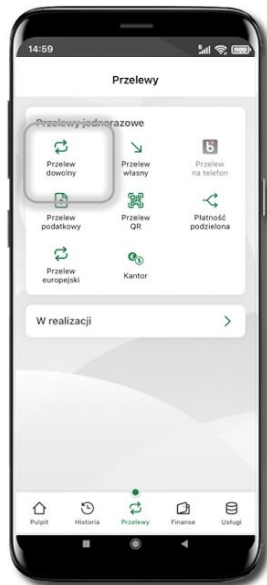 14:59
Przelewy
Przelewy jednorazowe
Przelew
dowolny
Przelew
własny
Przelew
na telefon
Przelew
podatkowy
Przelew
QR
Płatność
podzielona
Przelew
europejski
Kantor
W realizacji
Pulpit
Historia
Przelewy
Finanse
Usługi